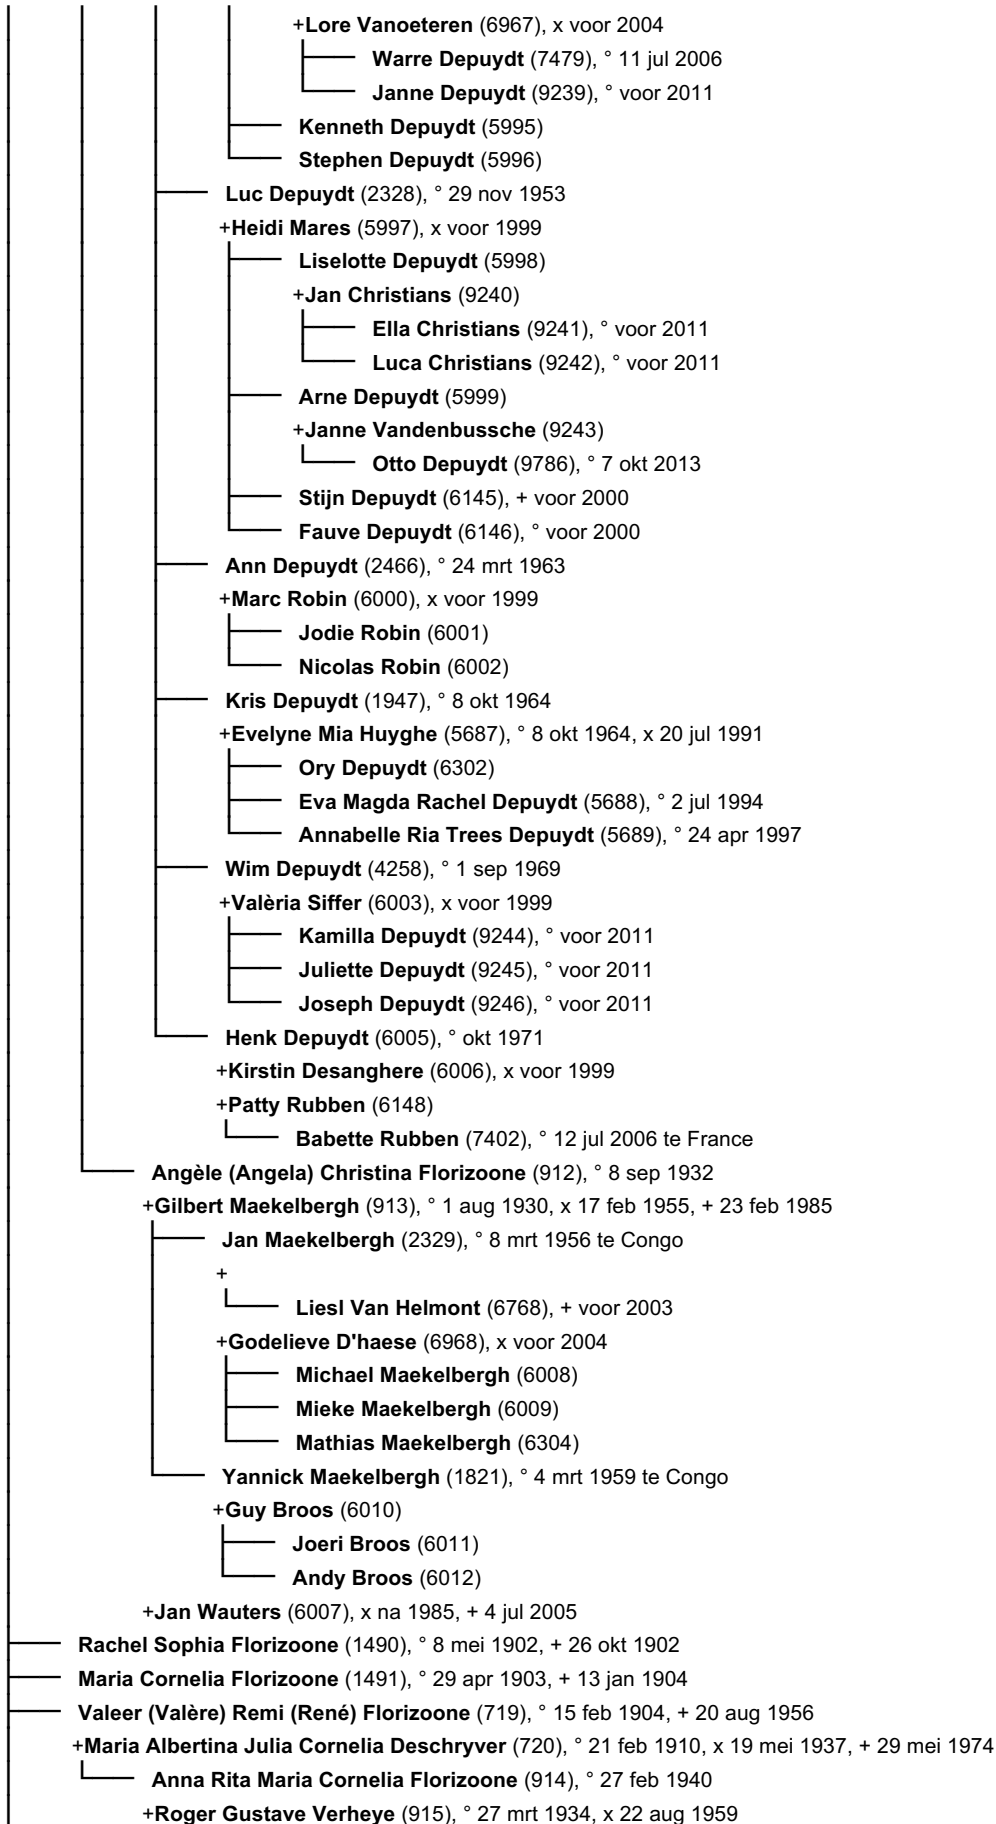 +Lore Vanoeteren (6967), x voor 2004
Warre Depuydt (7479), ° 11 jul 2006
Janne Depuydt (9239), ° voor 2011
Kenneth Depuydt (5995)
Stephen Depuydt (5996)
Luc Depuydt (2328), ° 29 nov 1953
+Heidi Mares (5997), x voor 1999
Liselotte Depuydt (5998)
+Jan Christians (9240)
Ella Christians (9241), ° voor 2011
Luca Christians (9242), ° voor 2011
Arne Depuydt (5999)
+Janne Vandenbussche (9243)
Otto Depuydt (9786), ° 7 okt 2013
Stijn Depuydt (6145), + voor 2000
Fauve Depuydt (6146), ° voor 2000
Ann Depuydt (2466), ° 24 mrt 1963
+Marc Robin (6000), x voor 1999
Jodie Robin (6001)
Nicolas Robin (6002)
Kris Depuydt (1947), ° 8 okt 1964
+Evelyne Mia Huyghe (5687), ° 8 okt 1964, x 20 jul 1991
Ory Depuydt (6302)
Eva Magda Rachel Depuydt (5688), ° 2 jul 1994
Annabelle Ria Trees Depuydt (5689), ° 24 apr 1997
Wim Depuydt (4258), ° 1 sep 1969
+Valèria Siffer (6003), x voor 1999
Kamilla Depuydt (9244), ° voor 2011
Juliette Depuydt (9245), ° voor 2011
Joseph Depuydt (9246), ° voor 2011
Henk Depuydt (6005), ° okt 1971
+Kirstin Desanghere (6006), x voor 1999
+Patty Rubben (6148)
Babette Rubben (7402), ° 12 jul 2006 te France
Angèle (Angela) Christina Florizoone (912), ° 8 sep 1932
+Gilbert Maekelbergh (913), ° 1 aug 1930, x 17 feb 1955, + 23 feb 1985
Jan Maekelbergh (2329), ° 8 mrt 1956 te Congo
+
Liesl Van Helmont (6768), + voor 2003
+Godelieve D'haese (6968), x voor 2004
Michael Maekelbergh (6008)
Mieke Maekelbergh (6009)
Mathias Maekelbergh (6304)
Yannick Maekelbergh (1821), ° 4 mrt 1959 te Congo
+Guy Broos (6010)
Joeri Broos (6011)
Andy Broos (6012)
+Jan Wauters (6007), x na 1985, + 4 jul 2005
Rachel Sophia Florizoone (1490), ° 8 mei 1902, + 26 okt 1902
Maria Cornelia Florizoone (1491), ° 29 apr 1903, + 13 jan 1904
Valeer (Valère) Remi (René) Florizoone (719), ° 15 feb 1904, + 20 aug 1956
+Maria Albertina Julia Cornelia Deschryver (720), ° 21 feb 1910, x 19 mei 1937, + 29 mei 1974
Anna Rita Maria Cornelia Florizoone (914), ° 27 feb 1940
+Roger Gustave Verheye (915), ° 27 mrt 1934, x 22 aug 1959